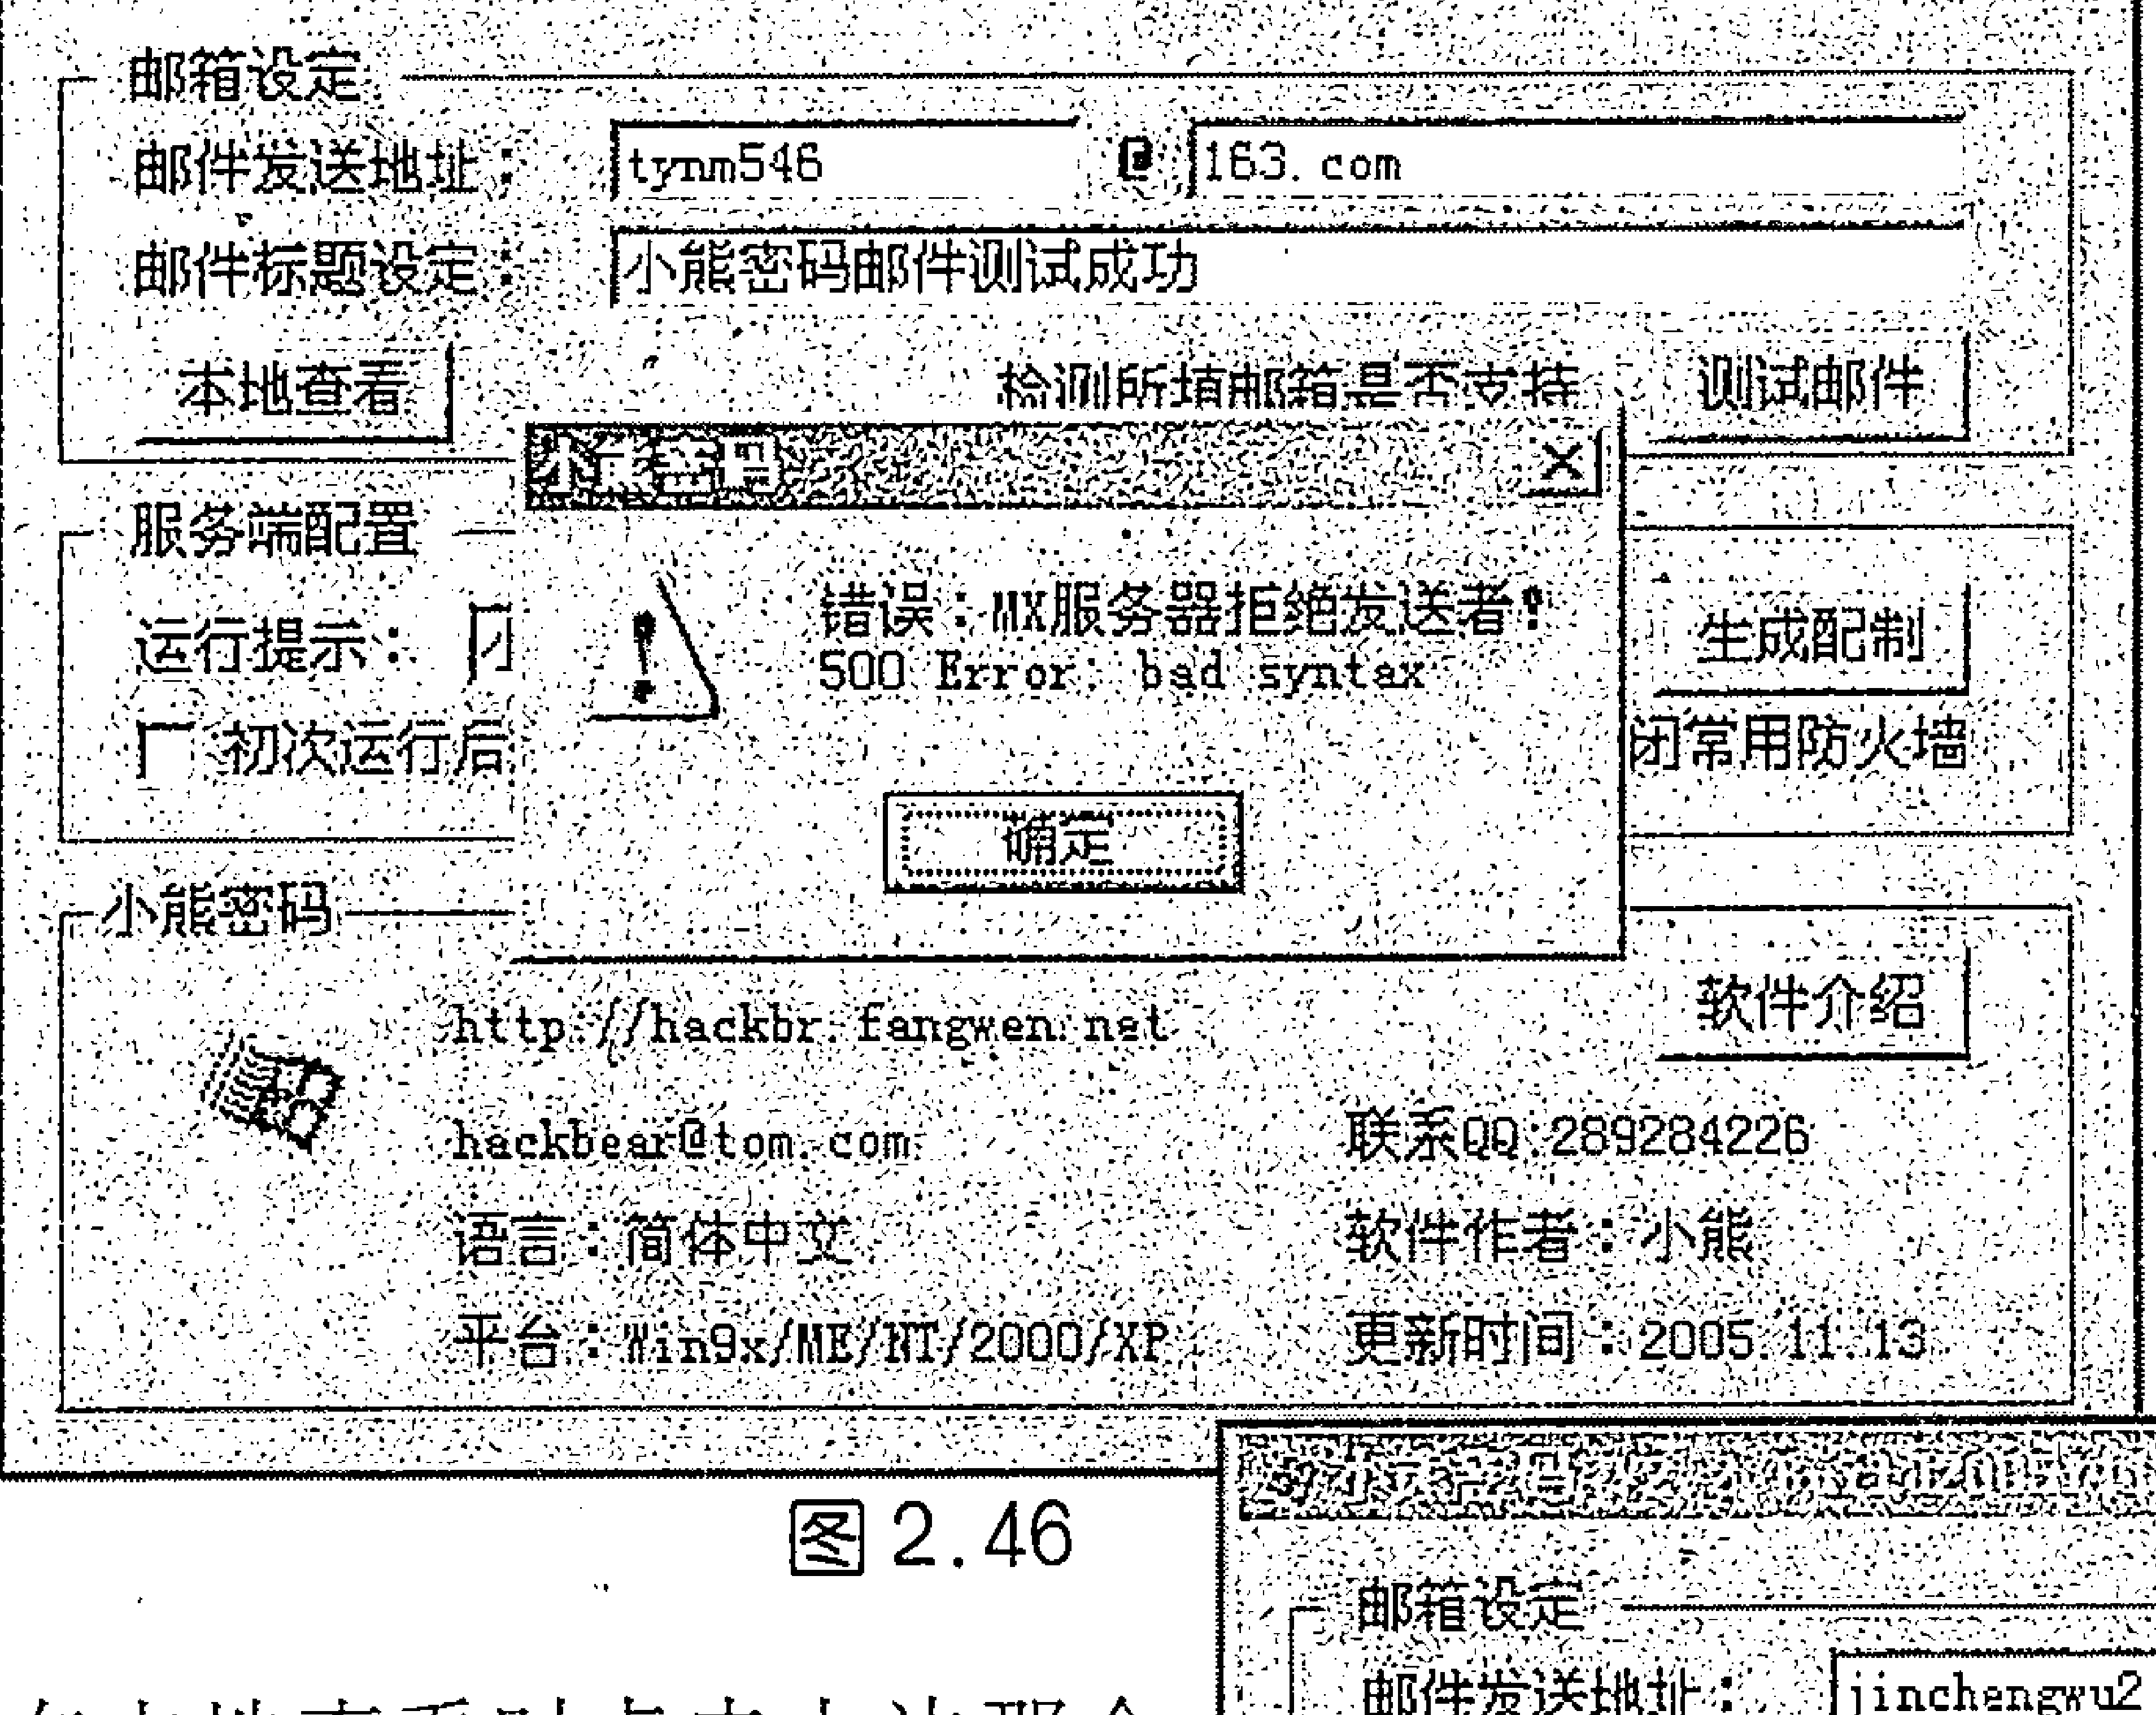 邮箱设定
邮件发送地址：tynm546 @ 163.com
邮件标题设定：小熊密码邮件测试成功
本地查看 检测所填邮箱是否支持 测试邮件
服务端配置
错误：MX服务器拒绝发送者!
500 Error: bad syntax
运行提示： 生成配制
初次运行后 闭常用防火墙
确定
小熊密码
软件介绍
http://hackbr.fangwen.net
hackbear@tom.com 联系QQ:289284226
语言：简体中文 软件作者：小熊
平台：Win9x/ME/NT/2000/XP 更新时间：2005.11.13
图 2.46
邮箱设定
邮件发送地址：jinchengwu2